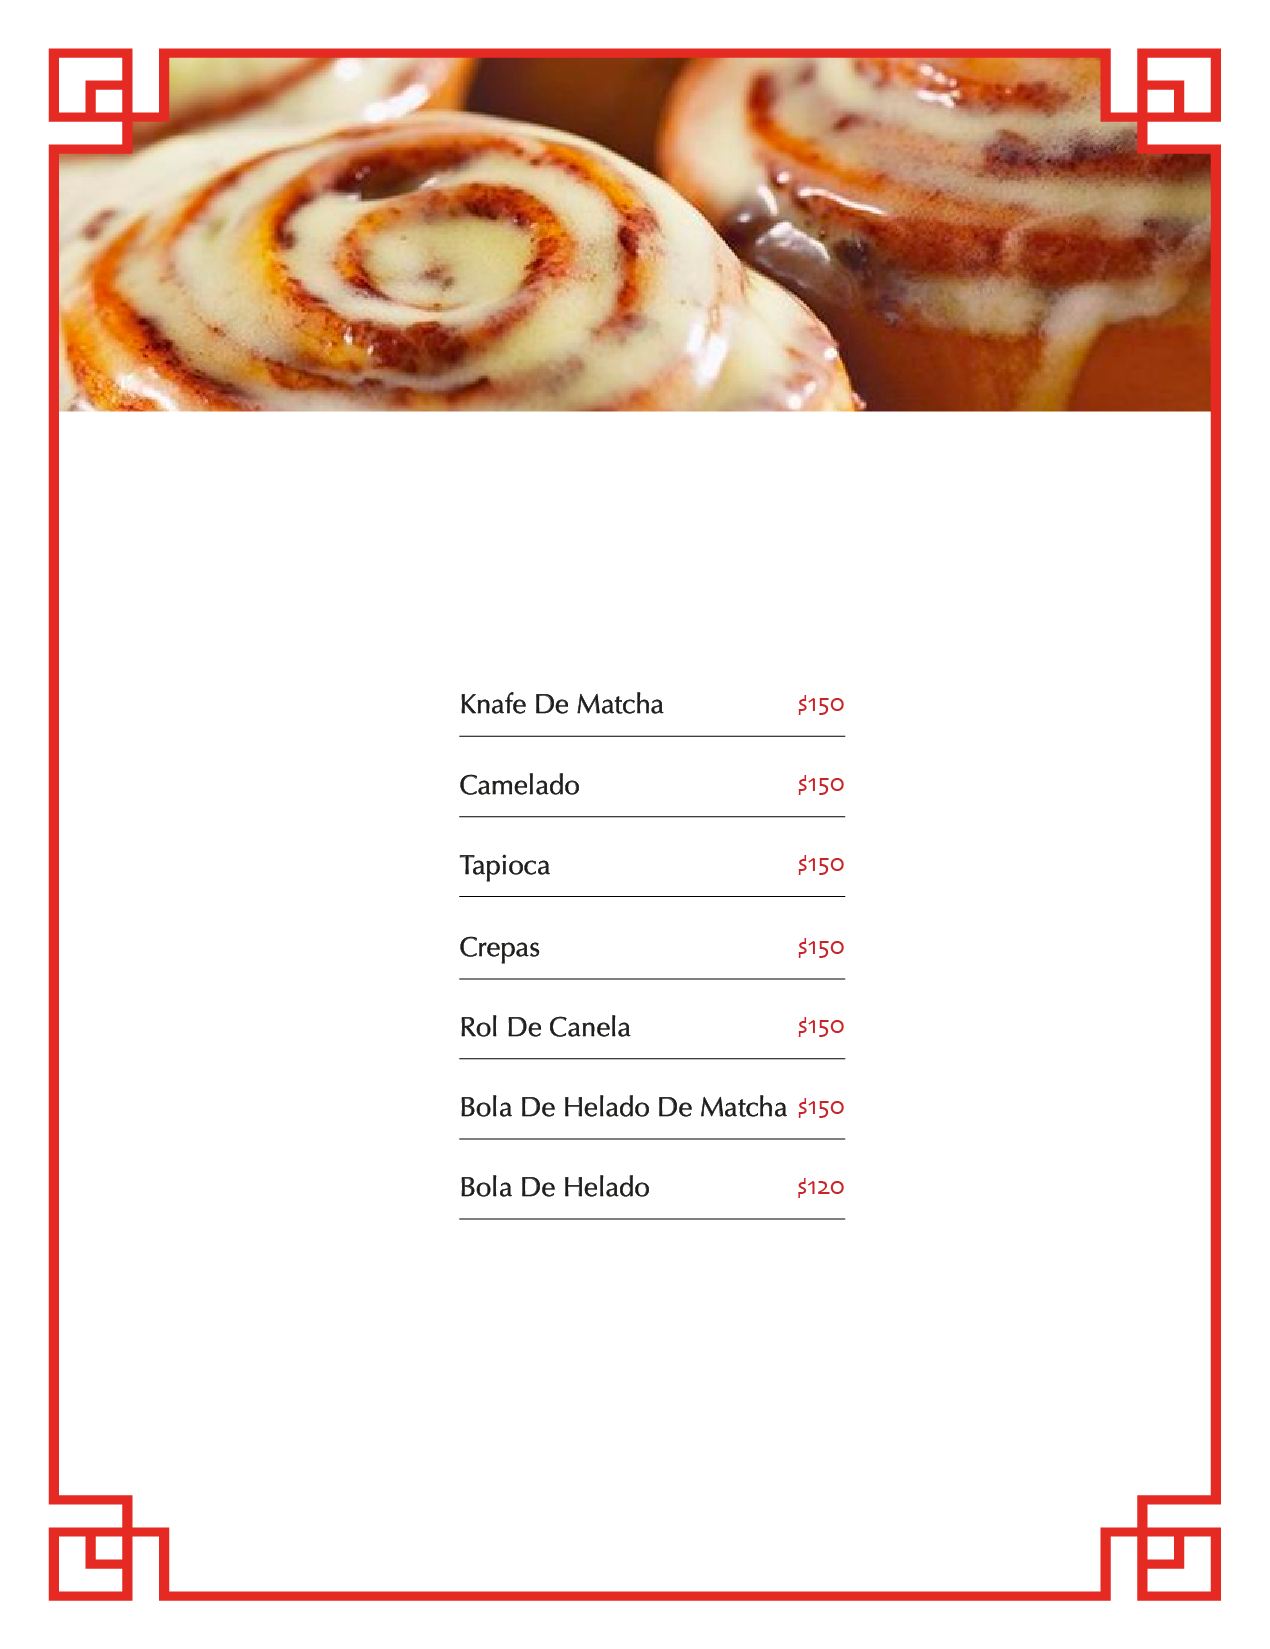 Knafe De Matcha $150
Camelado $150
Tapioca $150
Crepas $150
Rol De Canela $150
Bola De Helado De Matcha $150
Bola De Helado $120